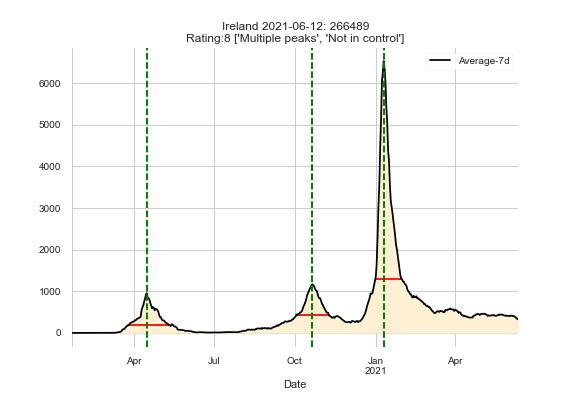 Ireland 2021-06-12: 266489
Rating:8 ['Multiple peaks', 'Not in control']
Average-7d
6000
5000
4000
3000
2000
1000
0
Apr Jul Oct Jan Apr
2021
Date